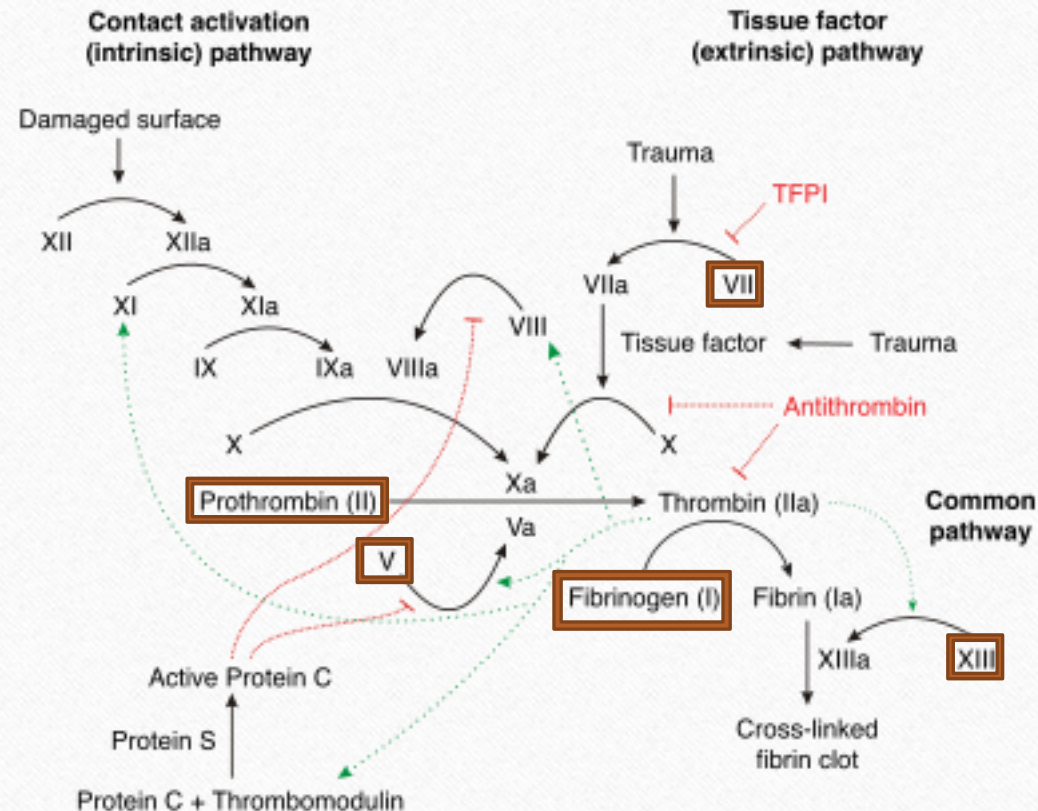 Contact activation
(intrinsic) pathway
Tissue factor
(extrinsic) pathway
Damaged surface
Trauma
TFPI
XII
XIIa
VIIa
VII
XI
XIa
VIII
Tissue factor
Trauma
IX
IXa
VIIIa
Antithrombin
X
X
Xa
Prothrombin (II)
Thrombin (IIa)
Common
pathway
Va
V
Fibrinogen (I)
Fibrin (Ia)
XIIIa
XIII
Active Protein C
Protein S
Cross-linked
fibrin clot
Protein C + Thrombomodulin